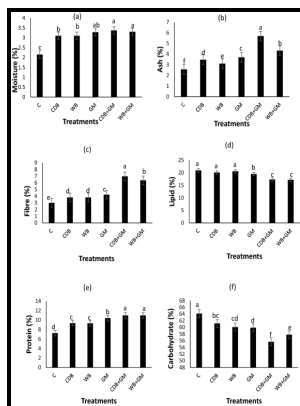 (a)
Moisture (%)
4
3.5
3
2.5
2
1.5
1
0.5
0
c b b ab a ab
C CDB WB GM CDB+GM WB+GM
Treatments
(b)
Ash (%)
7
6
5
4
3
2
1
0
f d e c a b
C CDB WB GM CDB+GM WB+GM
Treatments
(c)
Fibre (%)
9
8
7
6
5
4
3
2
1
0
e d d c a b
C CDB WB GM CDB+GM WB+GM
Treatments
(d)
Lipid (%)
25
20
15
10
5
0
a a a b c c
C CDB WB GM CDB+GM WB+GM
Treatments
(e)
Protein (%)
14
12
10
8
6
4
2
0
d c c b a a
C CDB WB GM CDB+GM WB+GM
Treatments
(f)
Carbohydrate (%)
68
66
64
62
60
58
56
54
52
50
48
a bc cd d f e
C CDB WB GM CDB+GM WB+GM
Treatments